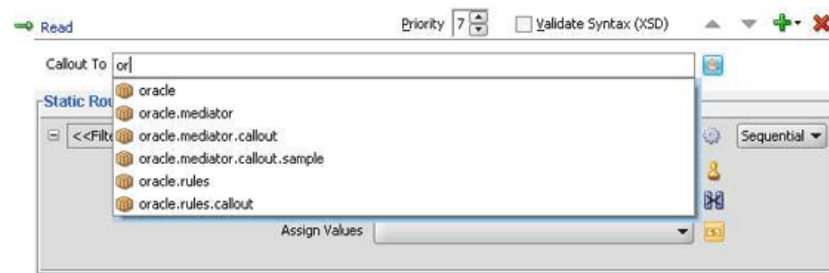 Read Priority 7 Validate Syntax (XSD)
Callout To or
oracle
Static Rou
oracle.mediator
<<Filte oracle.mediator.callout Sequential
oracle.mediator.callout.sample
oracle.rules
oracle.rules.callout
Assign Values